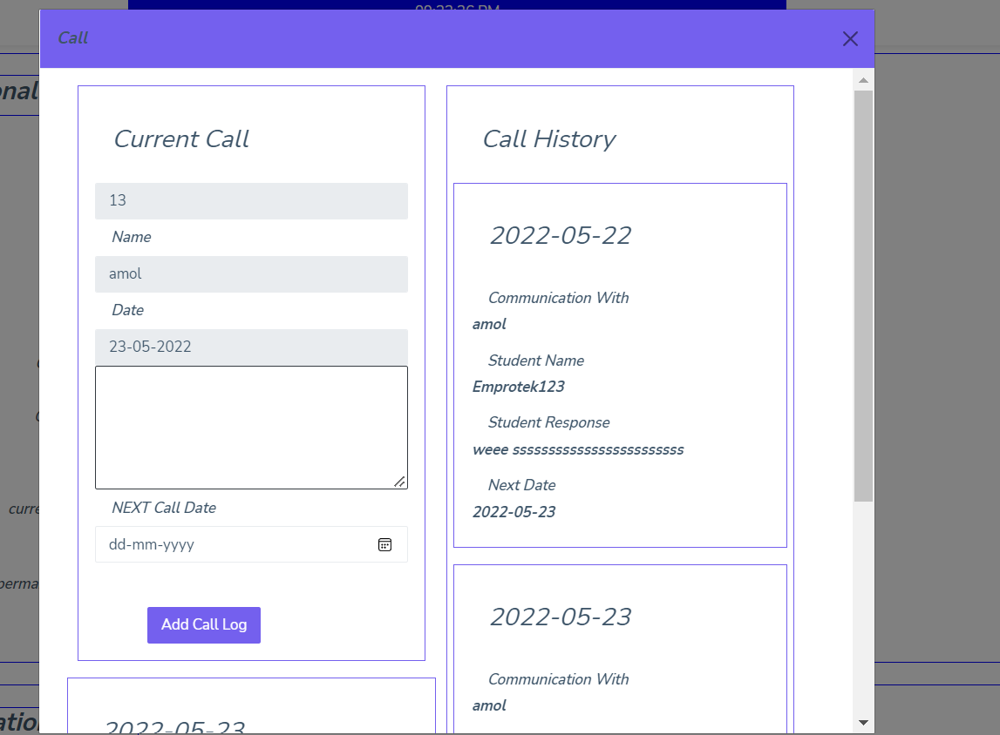 Call
Current Call
13
Name
amol
Date
23-05-2022
NEXT Call Date
dd-mm-yyyy
Add Call Log
2022-05-23
Call History
2022-05-22
Communication With
amol
Student Name
Emprotek123
Student Response
weee sssssssssssssssssssssssss
Next Date
2022-05-23
2022-05-23
Communication With
amol